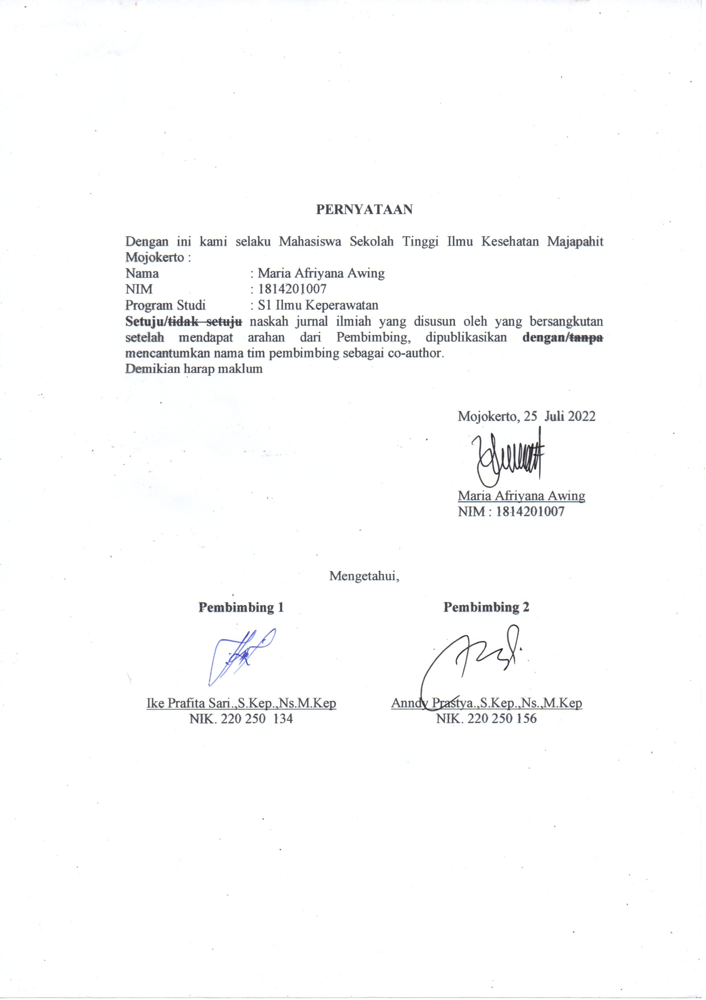 PERNYATAAN
Dengan ini kami selaku Mahasiswa Sekolah Tinggi Ilmu Kesehatan Majapahit
Mojokerto :
Nama : Maria Afriyana Awing
NIM : 1814201007
Program Studi : S1 Ilmu Keperawatan
Setuju/tidak setuju naskah jurnal ilmiah yang disusun oleh yang bersangkutan
setelah mendapat arahan dari Pembimbing, dipublikasikan dengan/tanpa
mencantumkan nama tim pembimbing sebagai co-author.
Demikian harap maklum
Mojokerto, 25 Juli 2022
Maria Afriyana Awing
NIM : 1814201007
Mengetahui,
Pembimbing 1 Pembimbing 2
Ike Prafita Sari.,S.Kep.,Ns.M.Kep Anndy Prastya.,S.Kep.,Ns.,M.Kep
NIK. 220 250 134 NIK. 220 250 156